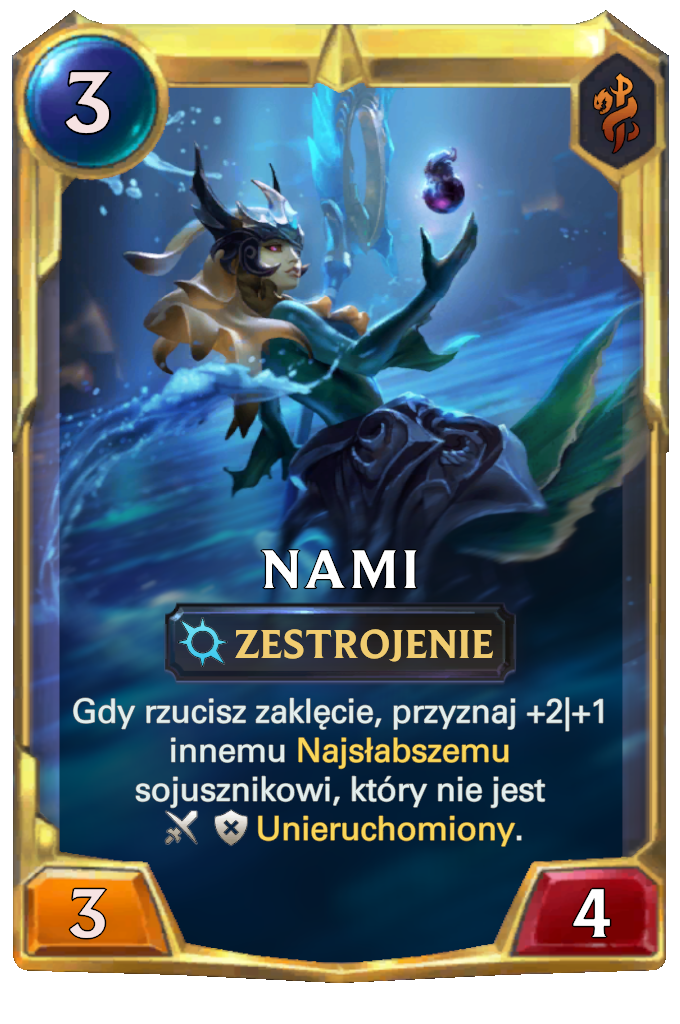 3
NAMI
ZESTROJENIE
Gdy rzucisz zaklęcie, przyznaj +2|+1
innemu Najsłabszemu
sojusznikowi, który nie jest
Unieruchomiony.
3
4